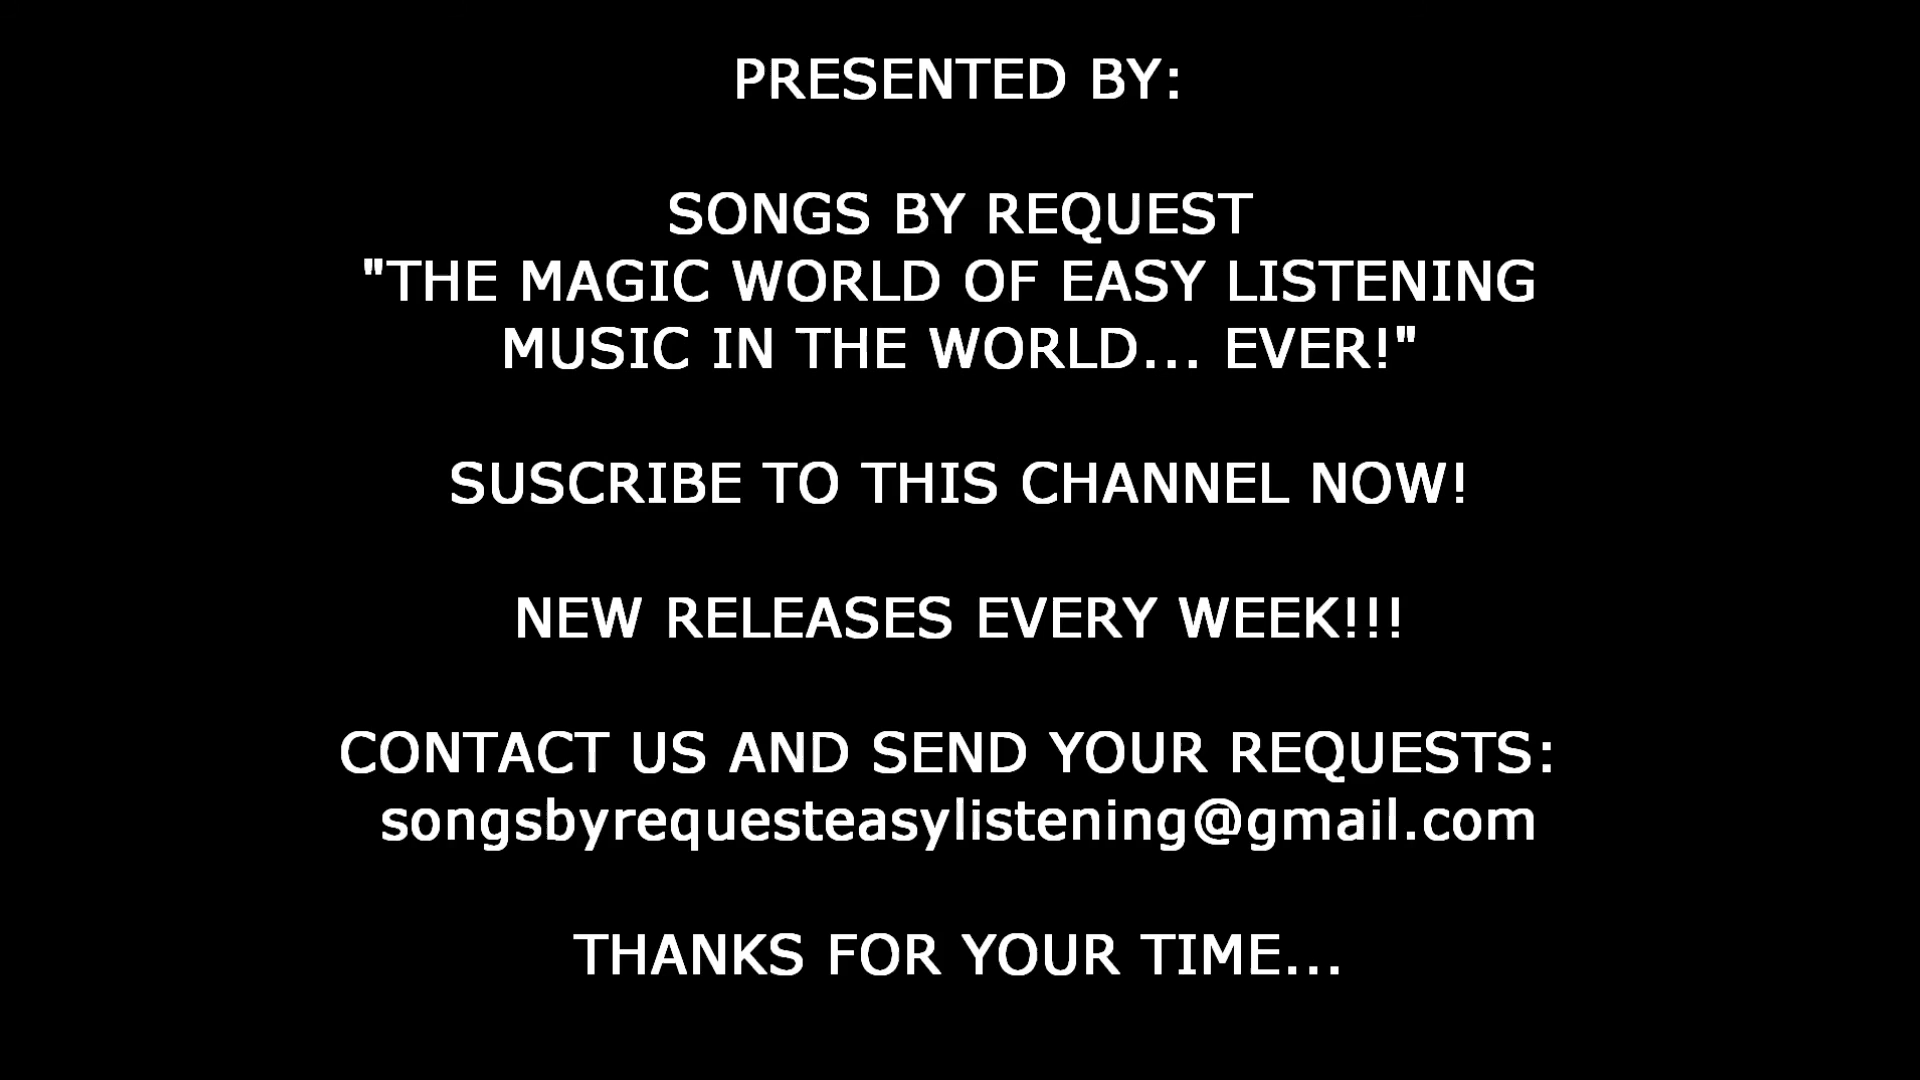 PRESENTED BY:
SONGS BY REQUEST
"THE MAGIC WORLD OF EASY LISTENING
MUSIC IN THE WORLD... EVER!"
SUSCRIBE TO THIS CHANNEL NOW!
NEW RELEASES EVERY WEEK!!!
CONTACT US AND SEND YOUR REQUESTS:
songsbyrequesteasylistening@gmail.com
THANKS FOR YOUR TIME...